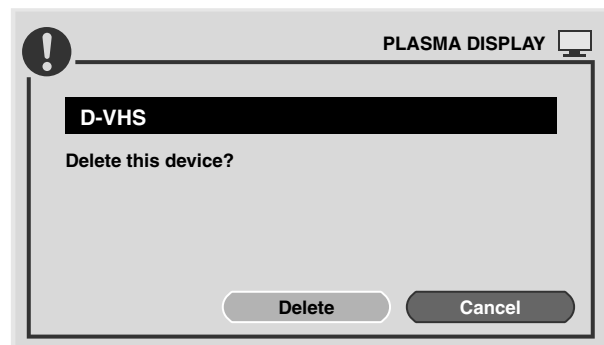 PLASMA DISPLAY
D-VHS
Delete this device?
Delete
Cancel